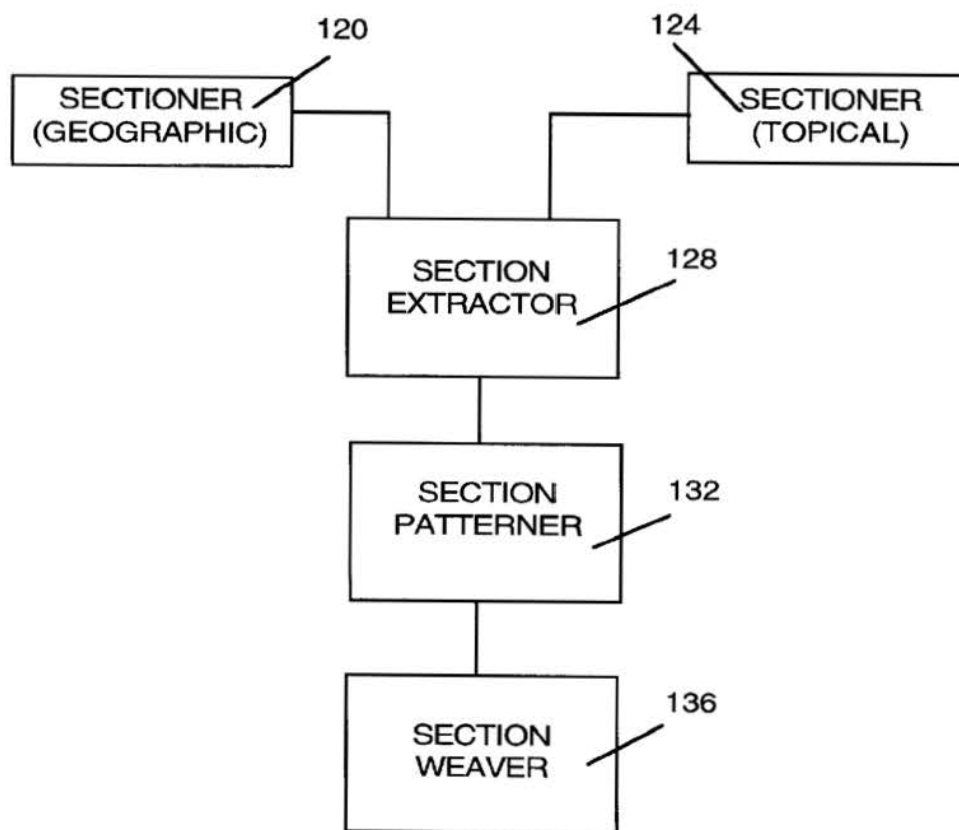 120
124
SECTIONER
(GEOGRAPHIC)
SECTIONER
(TOPICAL)
SECTION
EXTRACTOR
128
SECTION
PATTERNER
132
SECTION
WEAVER
136